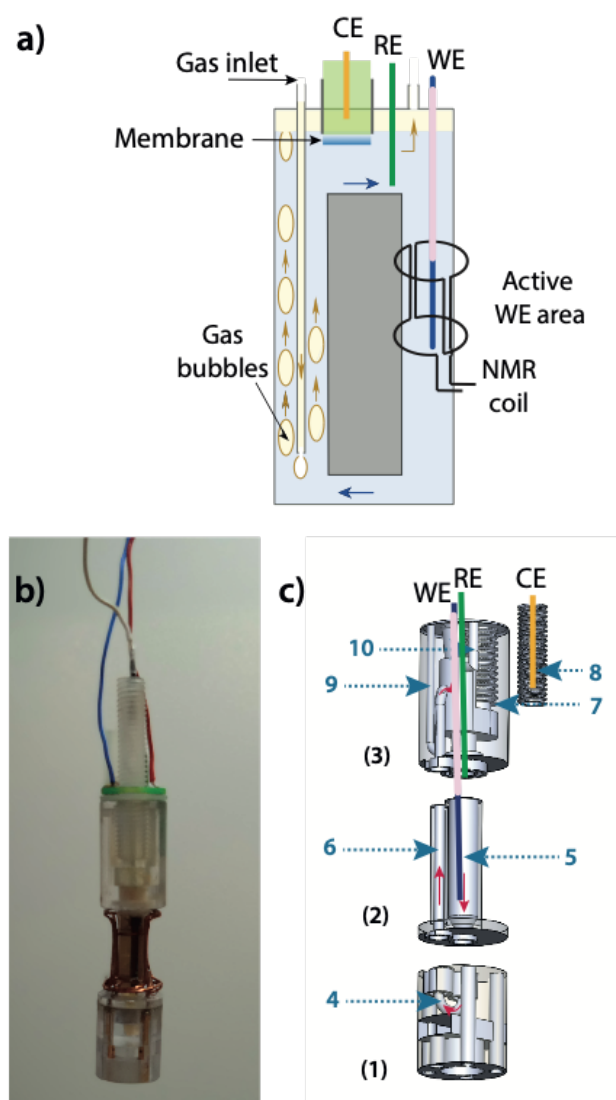 a)
CE
RE
WE
Gas inlet
Membrane
Active
WE area
Gas
bubbles
NMR
coil
b)
c)
WE
RE
CE
10
9
8
7
(3)
6
5
(2)
4
(1)